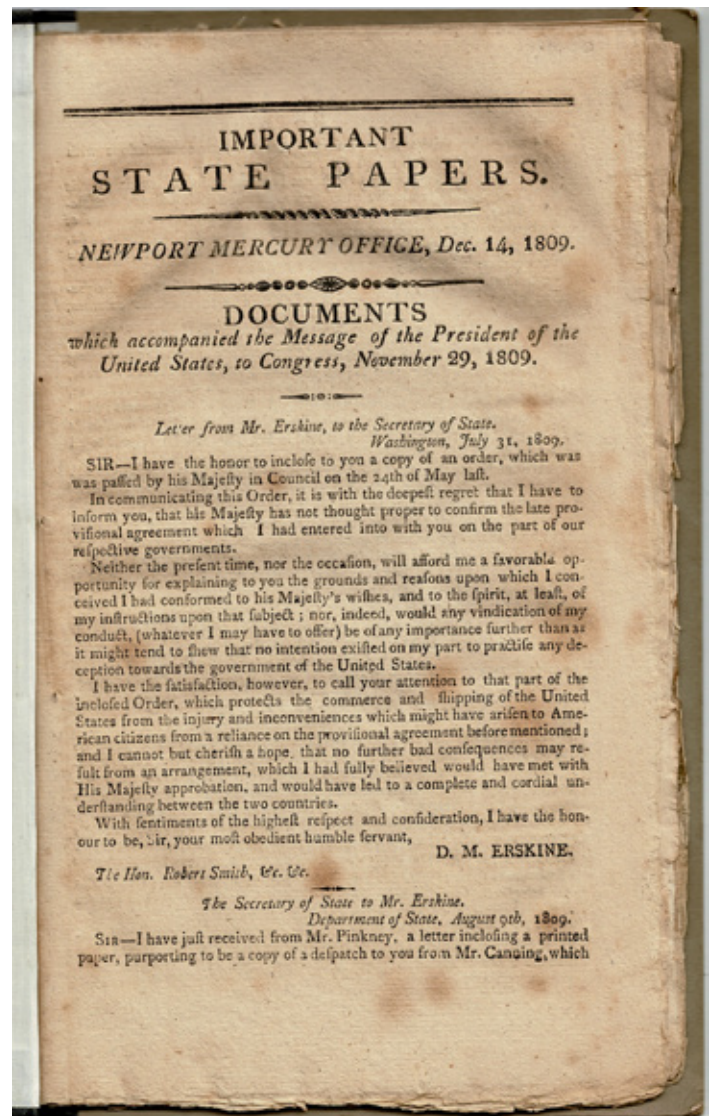 IMPORTANT
STATE PAPERS.
NEWPORT MERCURY OFFICE, Dec. 14, 1809.
DOCUMENTS
which accompanied the Message of the President of the
United States, to Congress, November 29, 1809.
Letter from Mr. Erskine, to the Secretary of State.
Washington, July 31, 1809.
SIR—I have the honor to incloſe to you a copy of an order, which was
was paſſed by his Majeſty in Council on the 24th of May laſt.
In communicating this Order, it is with the deepeſt regret that I have to
inform you, that his Majeſty has not thought proper to confirm the late pro-
viſional agreement which I had entered into with you on the part of our
reſpective governments.
Neither the preſent time, nor the occaſion, will afford me a favorable op-
portunity for explaining to you the grounds and reaſons upon which I con-
ceived I had conformed to his Majeſty's wiſhes, and to the ſpirit, at leaſt, of
my inſtructions upon that ſubject; nor, indeed, would any vindication of my
conduct, (whatever I may have to offer) be of any importance further than as
it might tend to ſhew that no intention exiſted on my part to practiſe any de-
ception towards the government of the United States.
I have the ſatisfaction, however, to call your attention to that part of the
incloſed Order, which protects the commerce and ſhipping of the United
States from the injury and inconveniences which might have ariſen to Ame-
rican citizens from a reliance on the proviſional agreement before mentioned;
and I cannot but cheriſh a hope that no further bad conſequences may re-
ſult from an arrangement, which I had fully believed would have met with
His Majeſty approbation, and would have led to a complete and cordial un-
derſtanding between the two countries.
With ſentiments of the higheſt reſpect and conſideration, I have the hon-
our to be, Sir, your moſt obedient humble ſervant,
D. M. ERSKINE.
The Hon. Robert Smith, &c. &c.
The Secretary of State to Mr. Erskine.
Department of State, August 9th, 1809.
SIR—I have juſt received from Mr. Pinkney, a letter incloſing a printed
paper, purporting to be a copy of a deſpatch to you from Mr. Canning, which